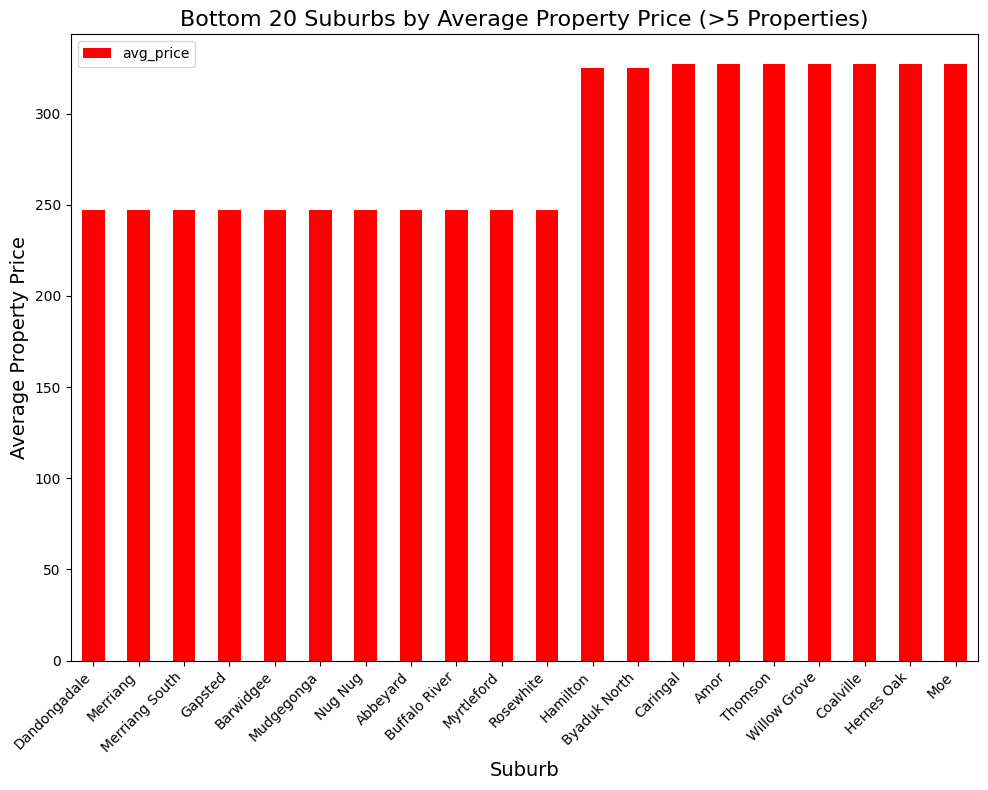 Bottom 20 Suburbs by Average Property Price (>5 Properties)
avg_price
Average Property Price
300
250
200
150
100
50
0
Dandongadale
Merriang
Merriang South
Gapsted
Barwidgee
Mudgegonga
Nug Nug
Abbeyard
Buffalo River
Myrtleford
Rosewhite
Hamilton
Byaduk North
Caringal
Amor
Thomson
Willow Grove
Coalville
Hernes Oak
Moe
Suburb